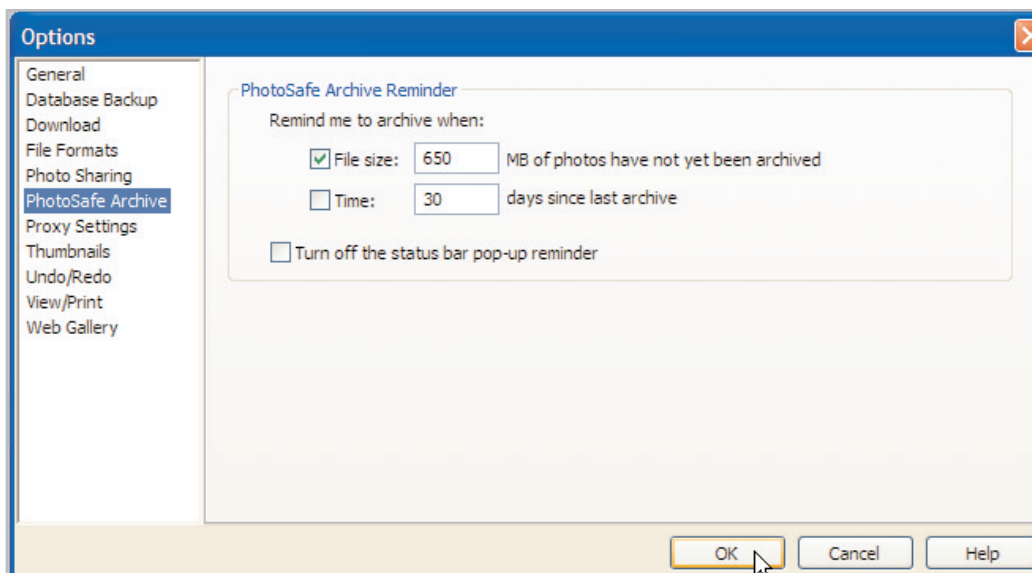 Options
General
Database Backup
Download
File Formats
Photo Sharing
PhotoSafe Archive
Proxy Settings
Thumbnails
Undo/Redo
View/Print
Web Gallery
PhotoSafe Archive Reminder
Remind me to archive when:
File size: 650 MB of photos have not yet been archived
Time: 30 days since last archive
Turn off the status bar pop-up reminder
OK Cancel Help